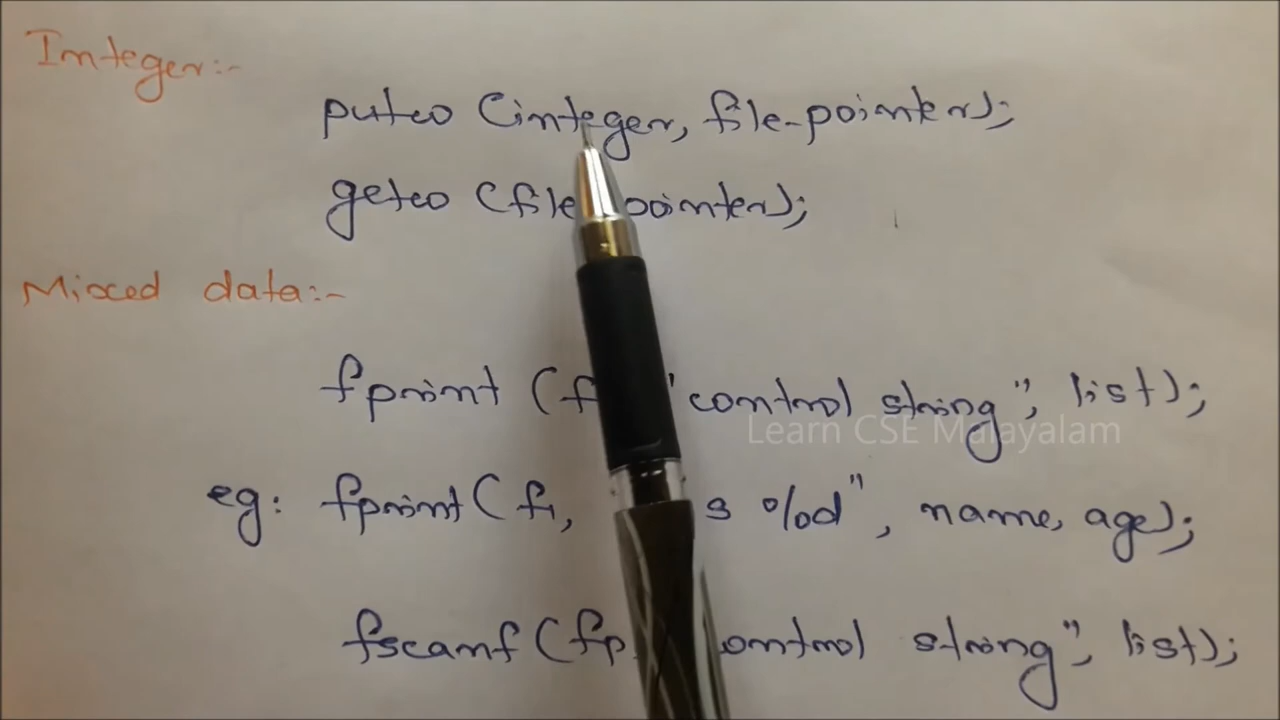 Integer:-
putw (integer, file-pointer);
getw (file pointer);
Mixed data:-
fprint (f "control string", list);
Learn CSE Malayalam
eg: fprint (f1, s %d", name, age);
fscanf (fp, control string", list);